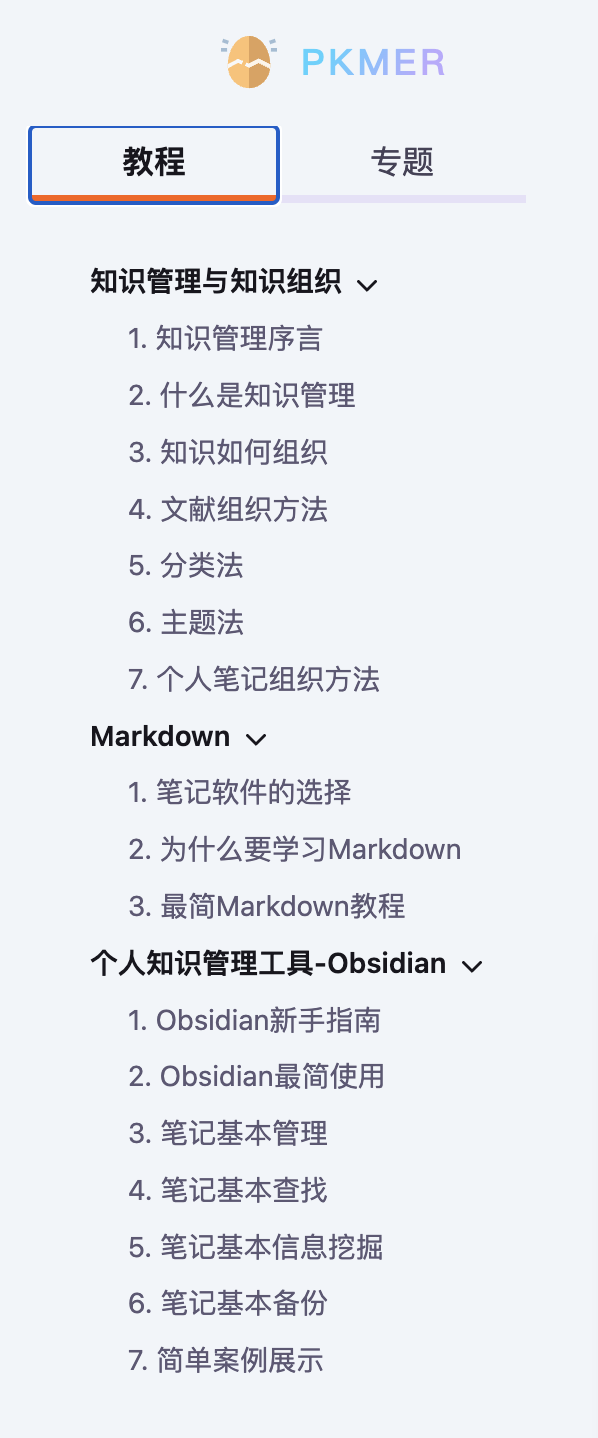 PKMER
教程 专题
知识管理与知识组织
1. 知识管理序言
2. 什么是知识管理
3. 知识如何组织
4. 文献组织方法
5. 分类法
6. 主题法
7. 个人笔记组织方法
Markdown
1. 笔记软件的选择
2. 为什么要学习Markdown
3. 最简Markdown教程
个人知识管理工具-Obsidian
1. Obsidian新手指南
2. Obsidian最简使用
3. 笔记基本管理
4. 笔记基本查找
5. 笔记基本信息挖掘
6. 笔记基本备份
7. 简单案例展示